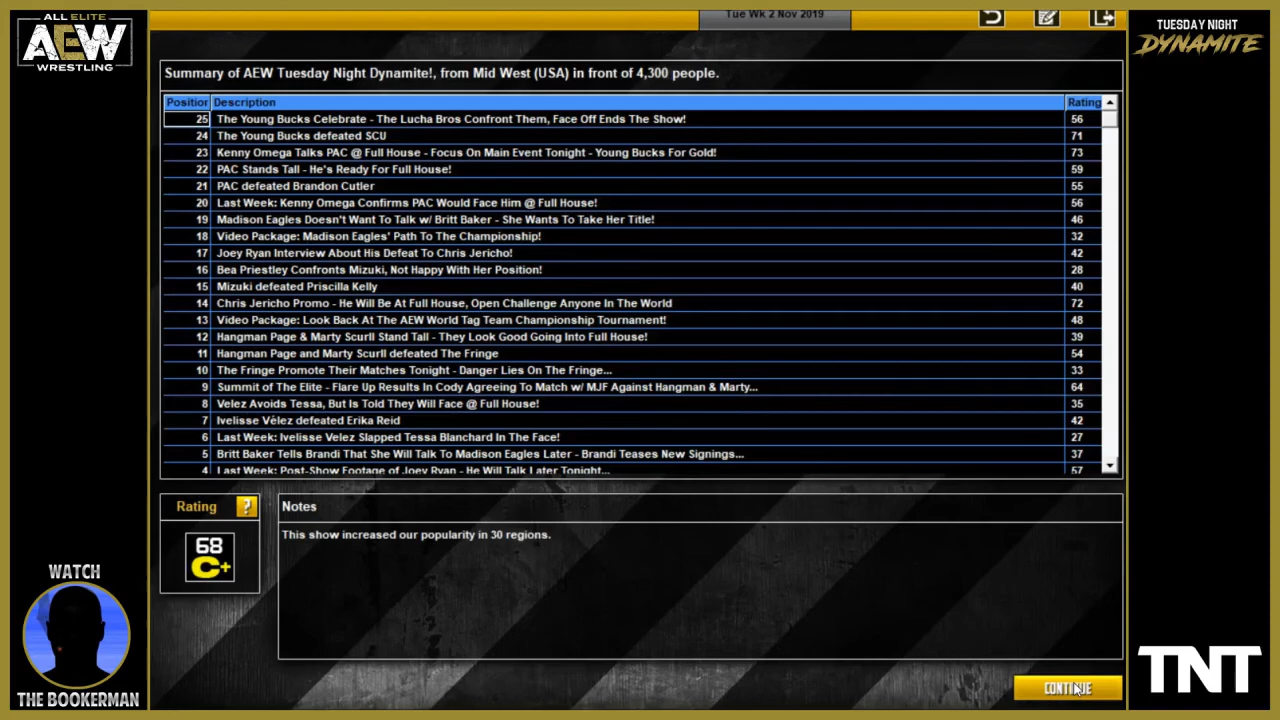 ALL ELITE
AEW
WRESTLING
Tue Wk 2 Nov 2019
TUESDAY NIGHT
DYNAMITE
Summary of AEW Tuesday Night Dynamite!, from Mid West (USA) in front of 4,300 people.
Position Description Rating
25 The Young Bucks Celebrate - The Lucha Bros Confront Them, Face Off Ends The Show! 56
24 The Young Bucks defeated SCU 71
23 Kenny Omega Talks PAC @ Full House - Focus On Main Event Tonight - Young Bucks For Gold! 73
22 PAC Stands Tall - He's Ready For Full House! 59
21 PAC defeated Brandon Cutler 55
20 Last Week: Kenny Omega Confirms PAC Would Face Him @ Full House! 56
19 Madison Eagles Doesn't Want To Talk w/ Britt Baker - She Wants To Take Her Title! 46
18 Video Package: Madison Eagles' Path To The Championship! 32
17 Joey Ryan Interview About His Defeat To Chris Jericho! 42
16 Bea Priestley Confronts Mizuki, Not Happy With Her Position! 28
15 Mizuki defeated Priscilla Kelly 40
14 Chris Jericho Promo - He Will Be At Full House, Open Challenge Anyone In The World 72
13 Video Package: Look Back At The AEW World Tag Team Championship Tournament! 48
12 Hangman Page & Marty Scurll Stand Tall - They Look Good Going Into Full House! 39
11 Hangman Page and Marty Scurll defeated The Fringe 54
10 The Fringe Promote Their Matches Tonight - Danger Lies On The Fringe... 33
9 Summit of The Elite - Flare Up Results In Cody Agreeing To Match w/ MJF Against Hangman & Marty... 64
8 Velez Avoids Tessa, But Is Told They Will Face @ Full House! 35
7 Ivelisse Vélez defeated Erika Reid 42
6 Last Week: Ivelisse Velez Slapped Tessa Blanchard In The Face! 27
5 Britt Baker Tells Brandi That She Will Talk To Madison Eagles Later - Brandi Teases New Signings... 37
4 Last Week: Post-Show Footage of Joey Ryan - He Will Talk Later Tonight... 57
Rating ?
68
C+
Notes
This show increased our popularity in 30 regions.
WATCH
THE BOOKERMAN
CONTINUE
TNT